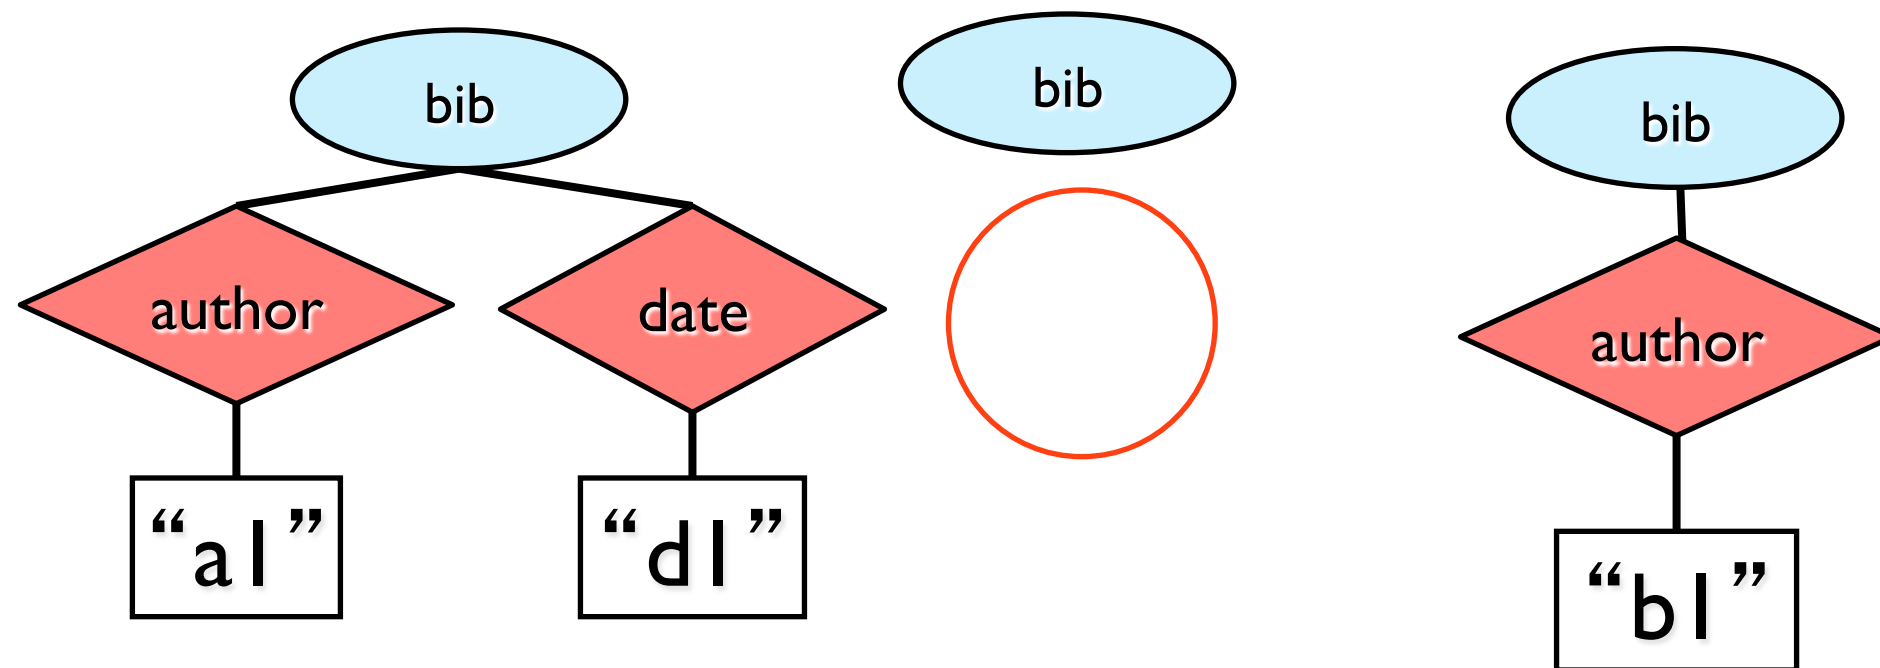 bib
bib
bib
author
date
author
“a1”
“d1”
“b1”